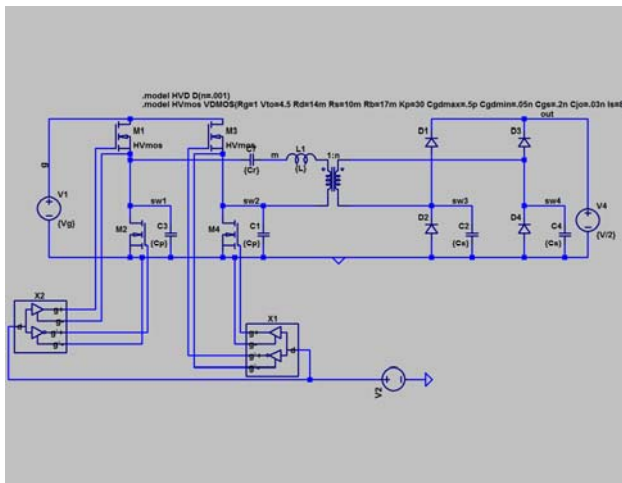 .model HVD D(n=.001)
.model HVmos VDMOS(Rg=1 Vto=4.5 Rd=14m Rs=10m Rb=17m Kp=30 Cgdmax=.5p Cgdmin=.05n Cgs=.2n Cjo=.03n Is=
out
M1
HVmos
M3
HVmos
D1
D3
g
m
{Cr}
L1
{L}
1:n
V1
{Vg}
sw1
sw2
sw3
sw4
M2
C3
{Cp}
M4
C1
{Cp}
D2
C2
{Cs}
D4
C4
{Cs}
V4
{V/2}
X2
d
g+
g-
g'+
g'-
X1
g+
g-
g'+
g'-
d
V2